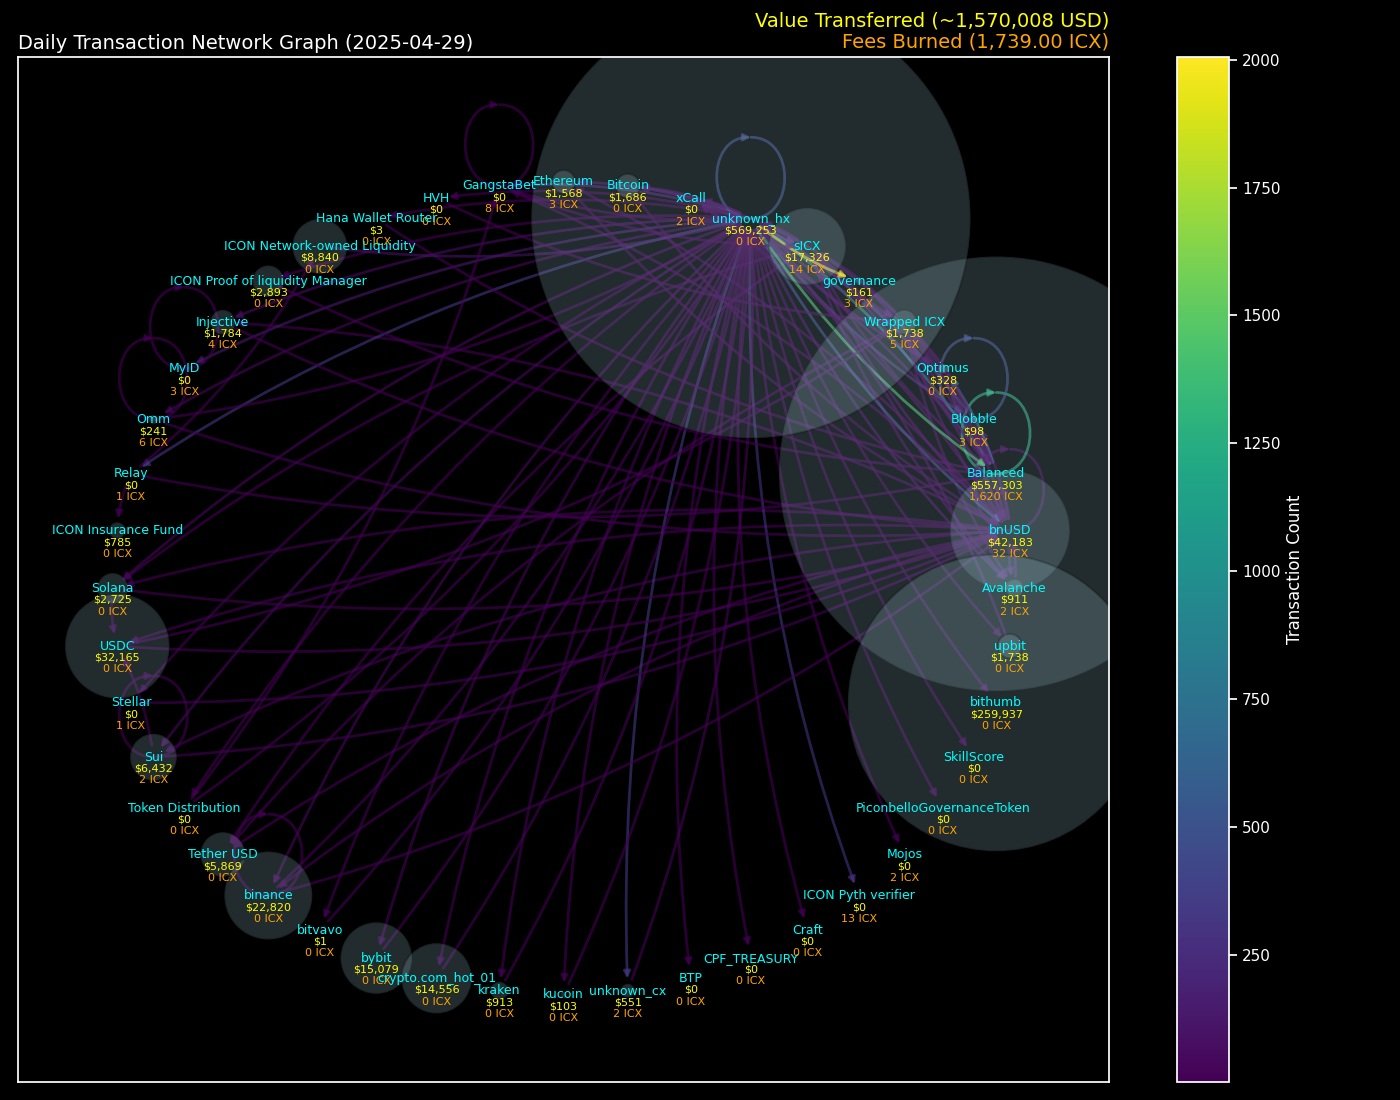 Value Transferred (~1,570,008 USD)
Daily Transaction Network Graph (2025-04-29)
Fees Burned (1,739.00 ICX)
GangstaBet
$0
8 ICX
Ethereum
$1,568
3 ICX
Bitcoin
$1,686
0 ICX
xCall
$0
2 ICX
HVH
$0
0 ICX
unknown_hx
$569,253
0 ICX
Hana Wallet Router
$3
0 ICX
sICX
$17,326
14 ICX
ICON Network-owned Liquidity
$8,840
0 ICX
governance
$161
3 ICX
ICON Proof of liquidity Manager
$2,893
0 ICX
Wrapped ICX
$1,738
5 ICX
Injective
$1,784
4 ICX
Optimus
$328
0 ICX
MyID
$0
3 ICX
Blobble
$98
3 ICX
Omm
$241
6 ICX
Balanced
$557,303
1,620 ICX
Relay
$0
1 ICX
bnUSD
$42,183
32 ICX
ICON Insurance Fund
$785
0 ICX
Avalanche
$911
2 ICX
Solana
$2,725
0 ICX
upbit
$1,738
0 ICX
USDC
$32,165
0 ICX
bithumb
$259,937
0 ICX
Stellar
$0
1 ICX
SkillScore
$0
0 ICX
Sui
$6,432
2 ICX
PiconbelloGovernanceToken
$0
0 ICX
Token Distribution
$0
0 ICX
Mojos
$0
2 ICX
Tether USD
$5,869
0 ICX
ICON Pyth verifier
$0
13 ICX
binance
$22,820
0 ICX
Craft
$0
0 ICX
bitvavo
$1
0 ICX
CPF_TREASURY
$0
0 ICX
bybit
$15,079
0 ICX
crypto.com_hot_01
$14,556
0 ICX
kraken
$913
0 ICX
kucoin
$103
0 ICX
unknown_cx
$551
2 ICX
BTP
$0
0 ICX
2000
1750
1500
1250
1000
750
500
250
Transaction Count